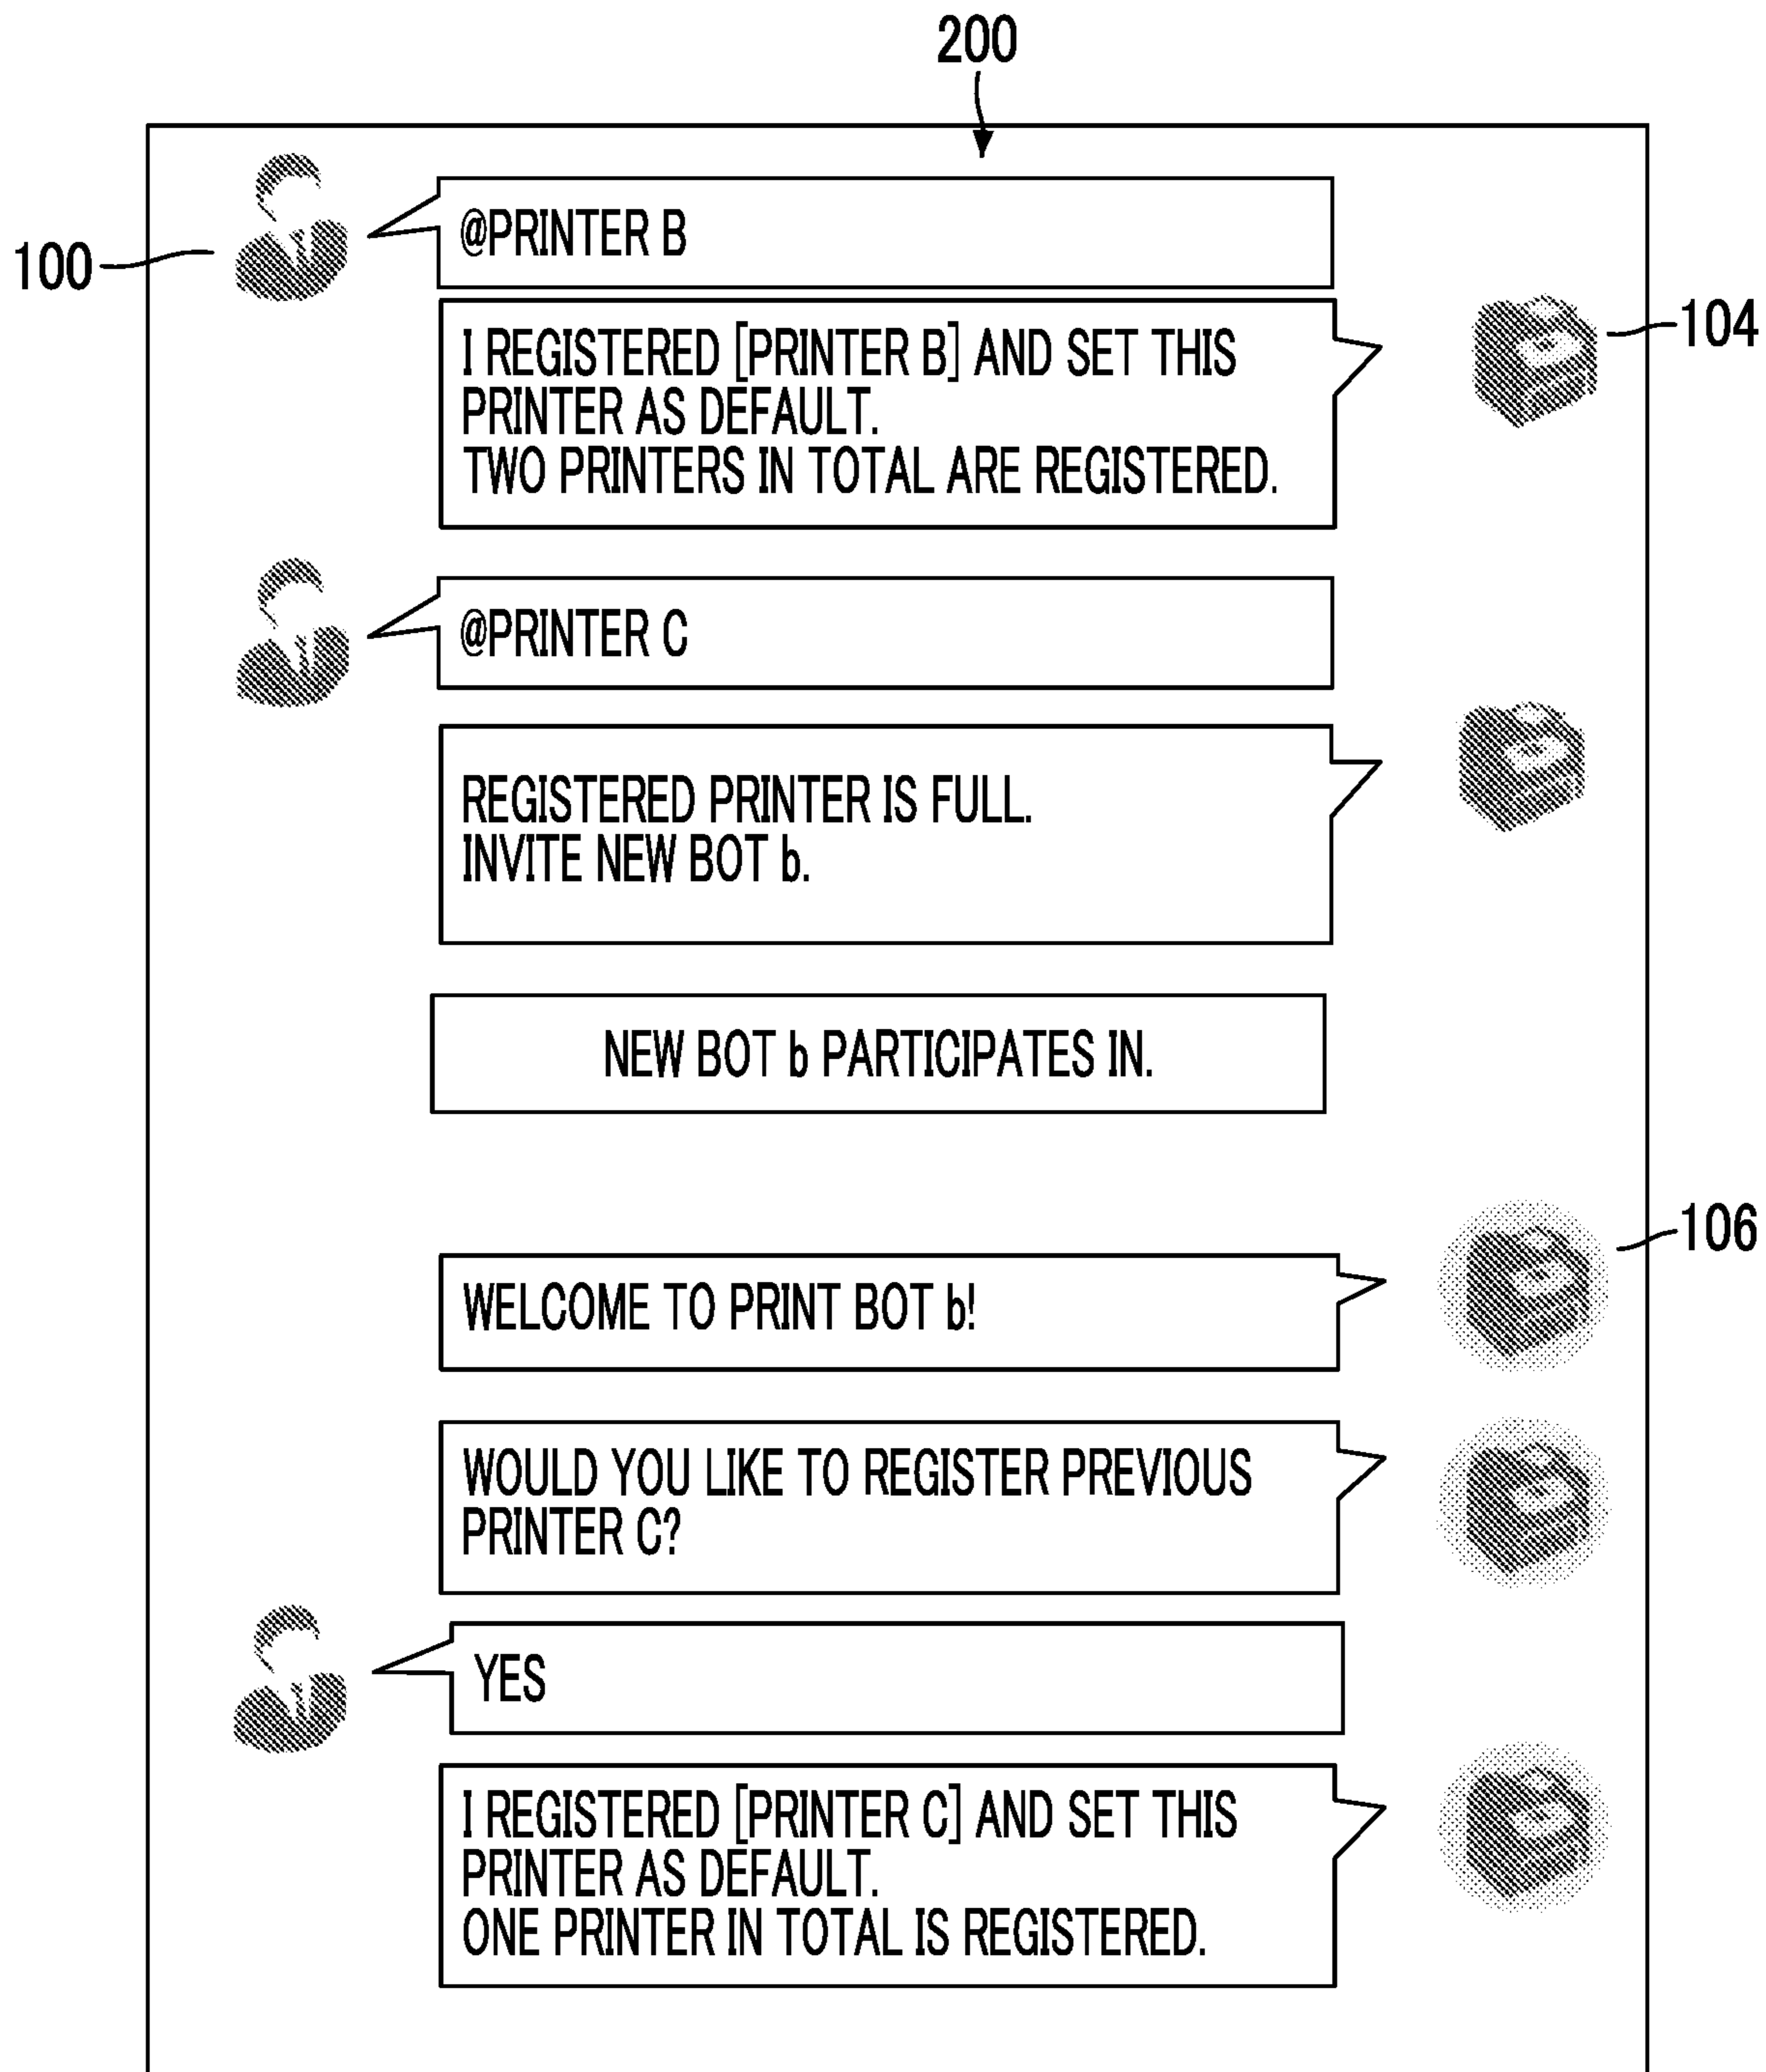 200
100
@PRINTER B
104
I REGISTERED [PRINTER B] AND SET THIS
PRINTER AS DEFAULT.
TWO PRINTERS IN TOTAL ARE REGISTERED.
@PRINTER C
REGISTERED PRINTER IS FULL.
INVITE NEW BOT b.
NEW BOT b PARTICIPATES IN.
106
WELCOME TO PRINT BOT b!
WOULD YOU LIKE TO REGISTER PREVIOUS
PRINTER C?
YES
I REGISTERED [PRINTER C] AND SET THIS
PRINTER AS DEFAULT.
ONE PRINTER IN TOTAL IS REGISTERED.